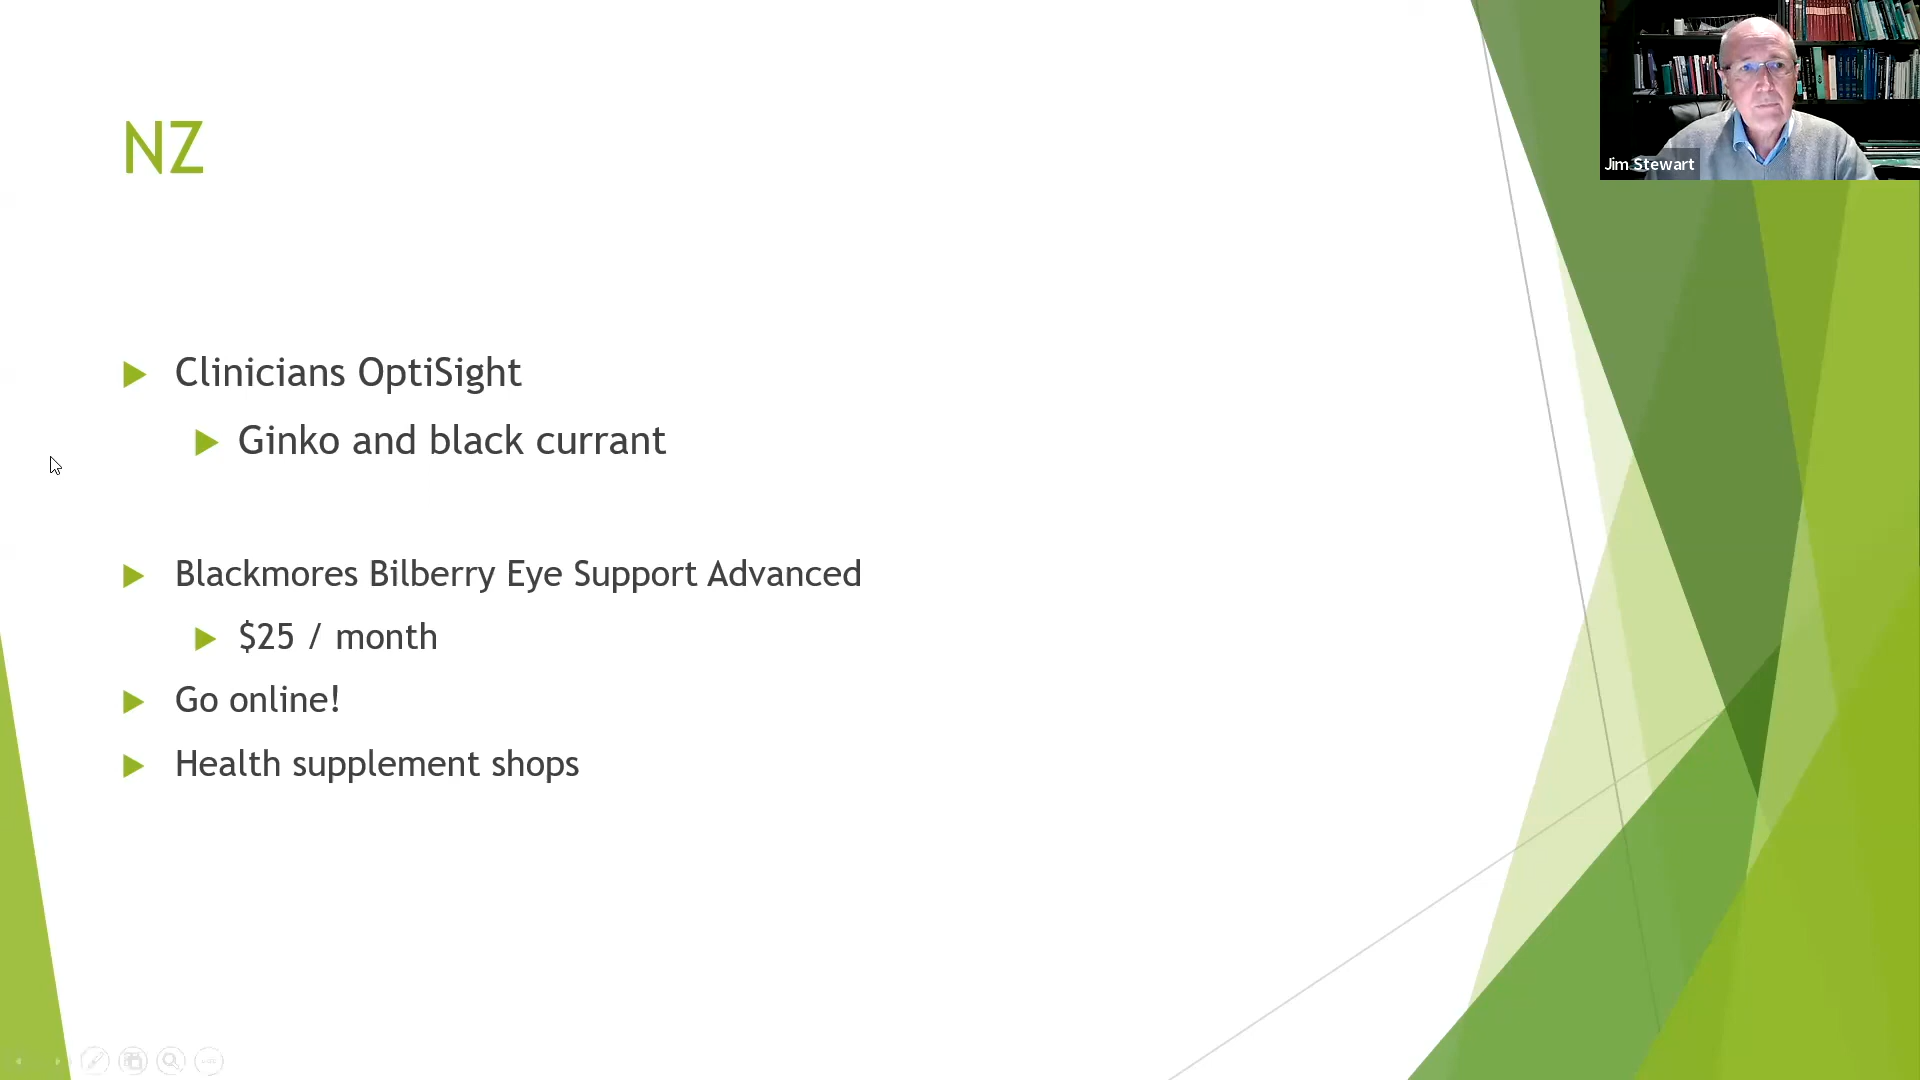 NZ
Jim Stewart
Clinicians OptiSight
Ginko and black currant
Blackmores Bilberry Eye Support Advanced
$25 / month
Go online!
Health supplement shops